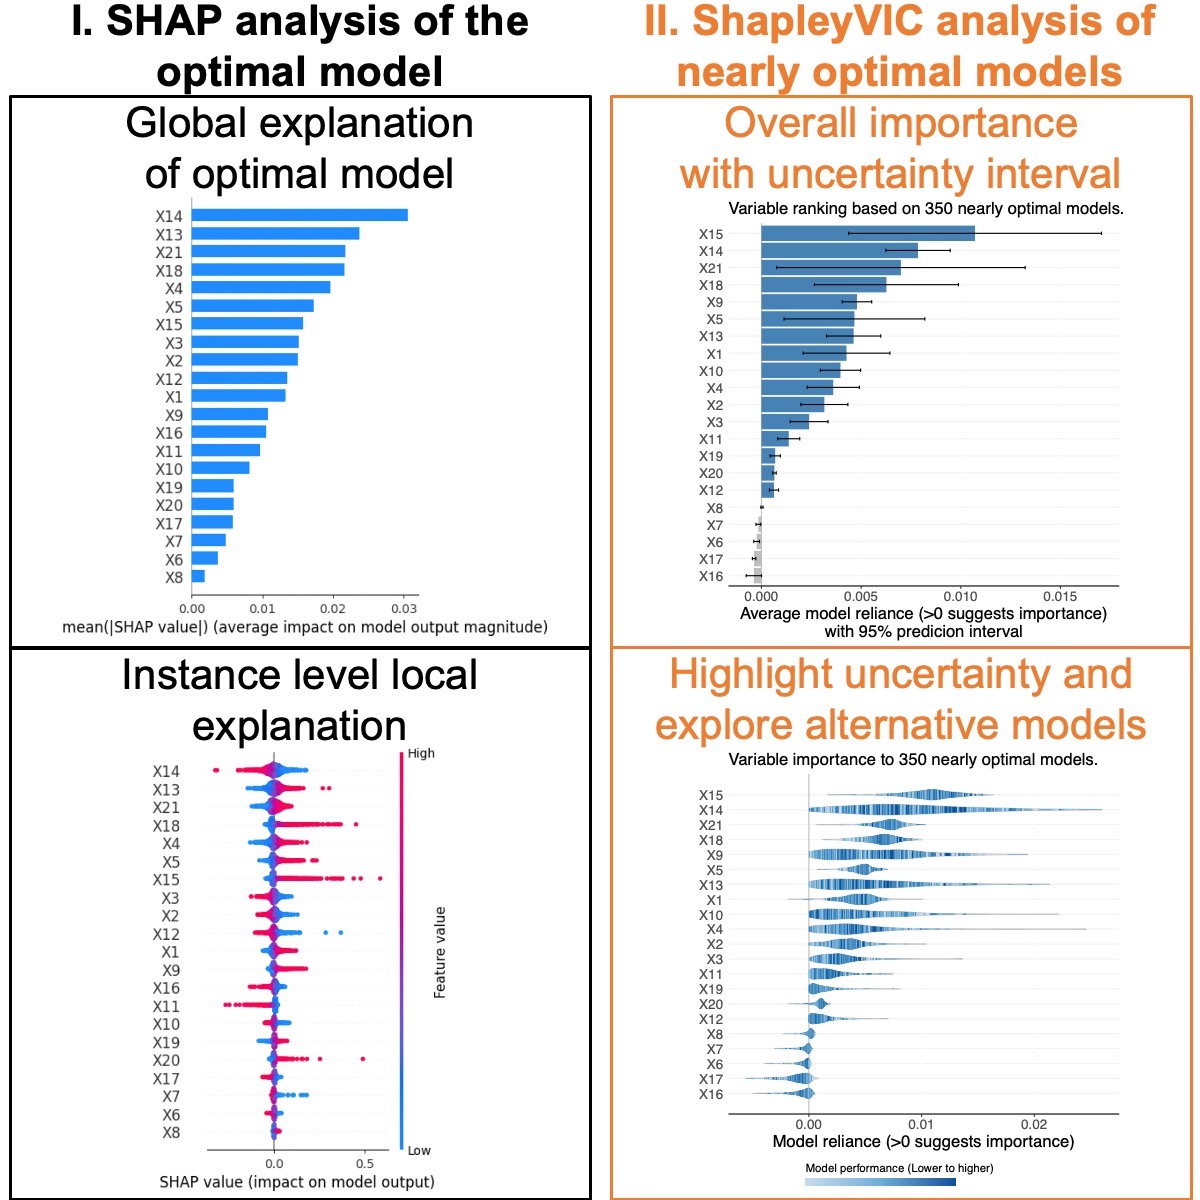 I. SHAP analysis of the
optimal model
Global explanation
of optimal model
X14
X13
X21
X18
X4
X5
X15
X3
X2
X12
X1
X9
X16
X11
X10
X19
X20
X17
X7
X6
X8
0.00 0.01 0.02 0.03
mean(|SHAP value|) (average impact on model output magnitude)
Instance level local
explanation
High
X14
X13
X21
X18
X4
X5
X15
X3
X2
X12
X1
X9
X16
X11
X10
X19
X20
X17
X7
X6
X8
Feature value
Low
0.0 0.5
SHAP value (impact on model output)
II. ShapleyVIC analysis of
nearly optimal models
Overall importance
with uncertainty interval
Variable ranking based on 350 nearly optimal models.
X15
X14
X21
X18
X9
X5
X13
X1
X10
X4
X2
X3
X11
X19
X20
X12
X8
X7
X6
X17
X16
0.000 0.005 0.010 0.015
Average model reliance (>0 suggests importance)
with 95% predicion interval
Highlight uncertainty and
explore alternative models
Variable importance to 350 nearly optimal models.
X15
X14
X21
X18
X9
X5
X13
X1
X10
X4
X2
X3
X11
X19
X20
X12
X8
X7
X6
X17
X16
0.00 0.01 0.02
Model reliance (>0 suggests importance)
Model performance (Lower to higher)